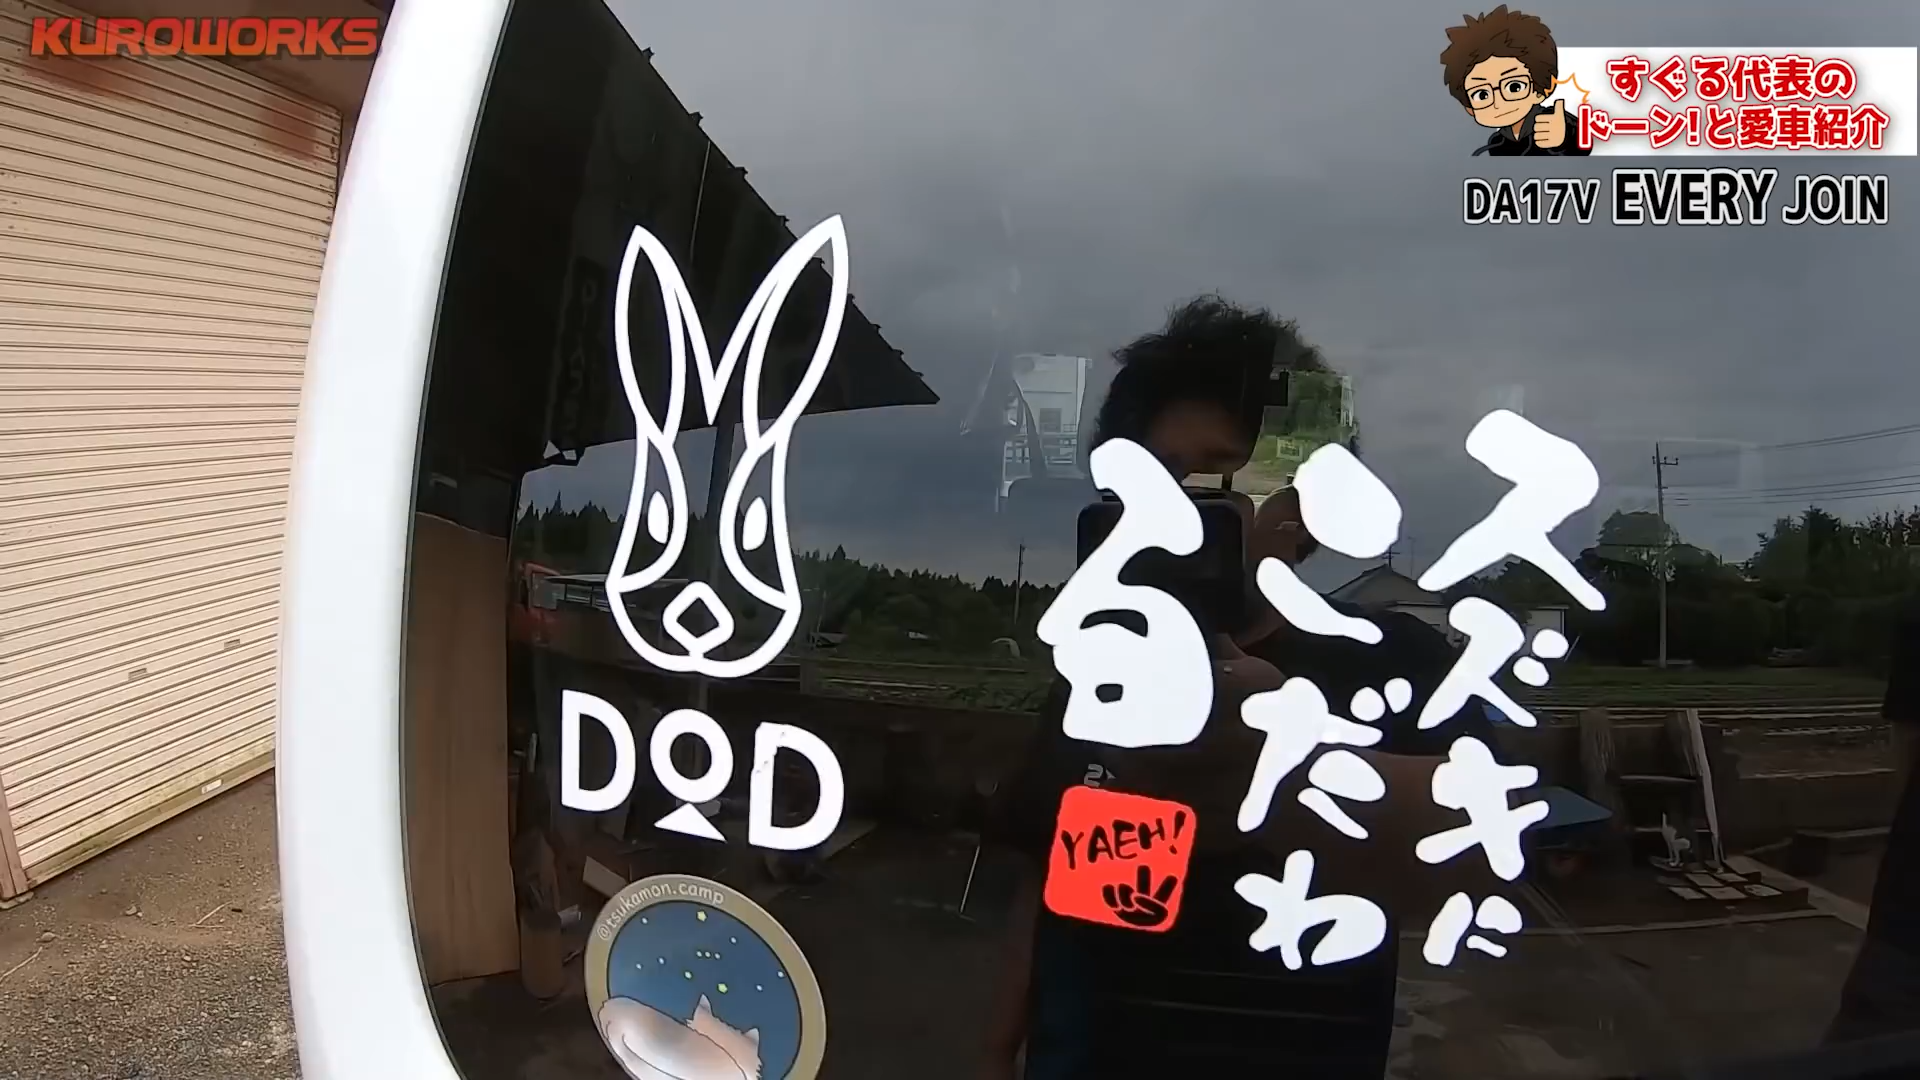 KUROWORKS
すぐる代表の
ドーン!と愛車紹介
DA17V EVERY JOIN
DOD
@tsukamon.camp
スズキに
こだわ
る
YAEH!